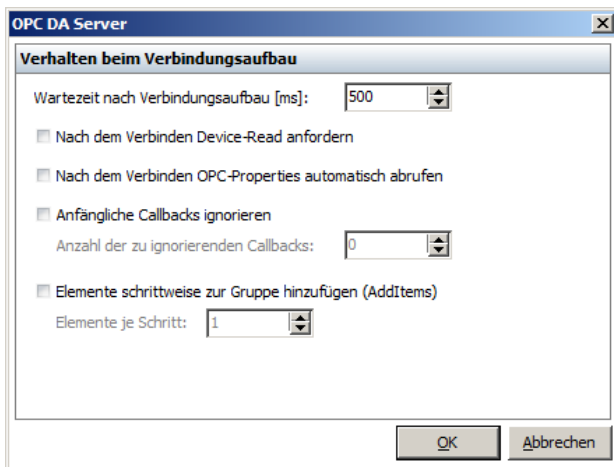 OPC DA Server
Verhalten beim Verbindungsaufbau
Wartezeit nach Verbindungsaufbau [ms]: 500
Nach dem Verbinden Device-Read anfordern
Nach dem Verbinden OPC-Properties automatisch abrufen
Anfängliche Callbacks ignorieren
Anzahl der zu ignorierenden Callbacks: 0
Elemente schrittweise zur Gruppe hinzufügen (AddItems)
Elemente je Schritt: 1
OK Abbrechen